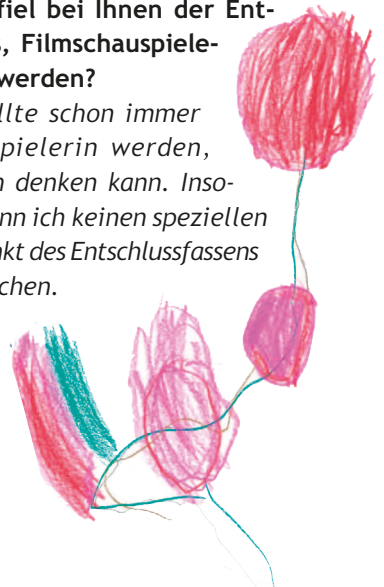 fiel bei Ihnen der Ent-
s, Filmschauspiele-
werden?
llte schon immer
pielerin werden,
n denken kann. Inso-
nn ich keinen speziellen
nkt des Entschlussfassens
chen.